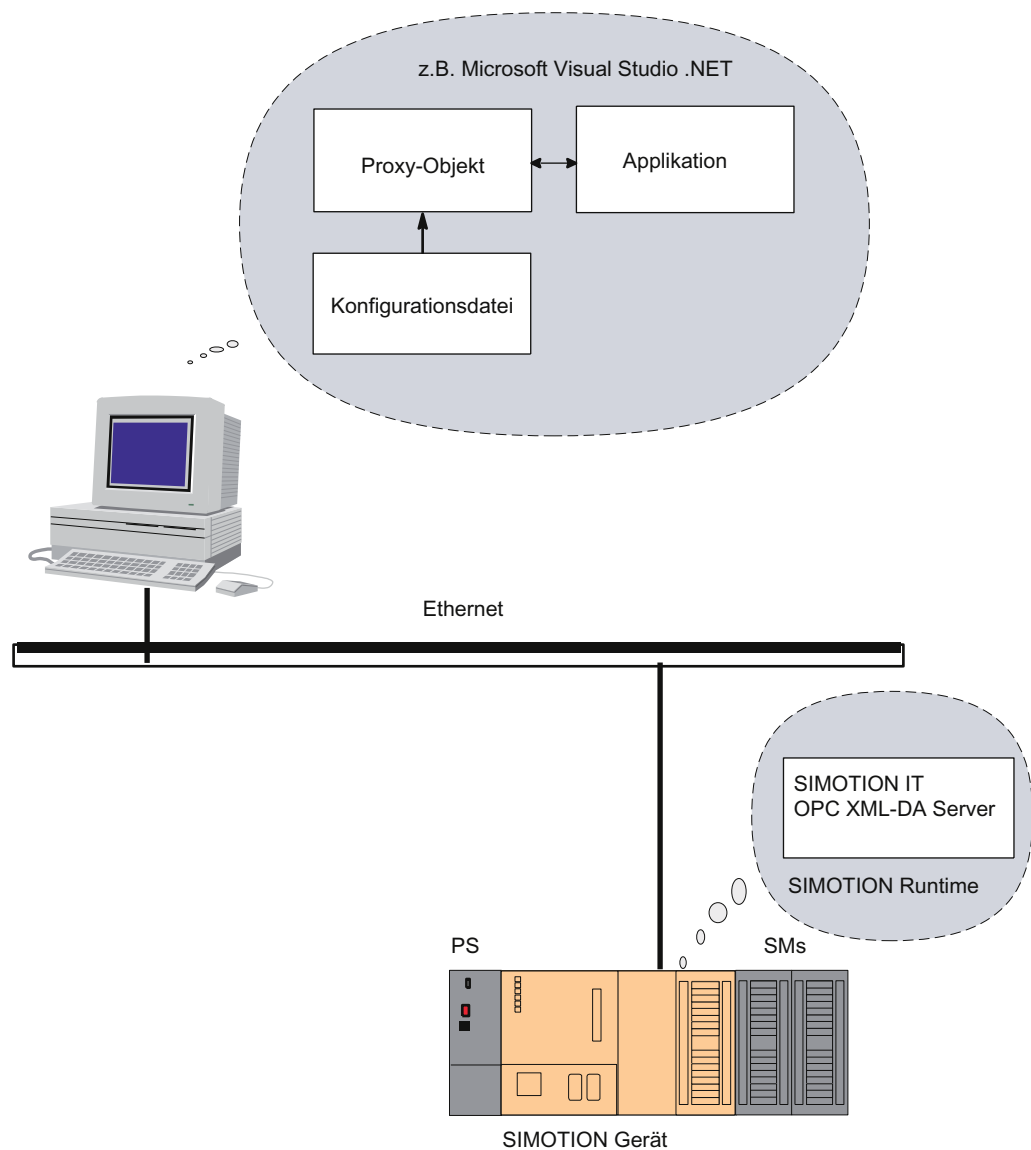 z.B. Microsoft Visual Studio .NET
Proxy-Objekt
Applikation
Konfigurationsdatei
Ethernet
SIMOTION IT
OPC XML-DA Server
SIMOTION Runtime
PS
SMs
SIMOTION Gerät